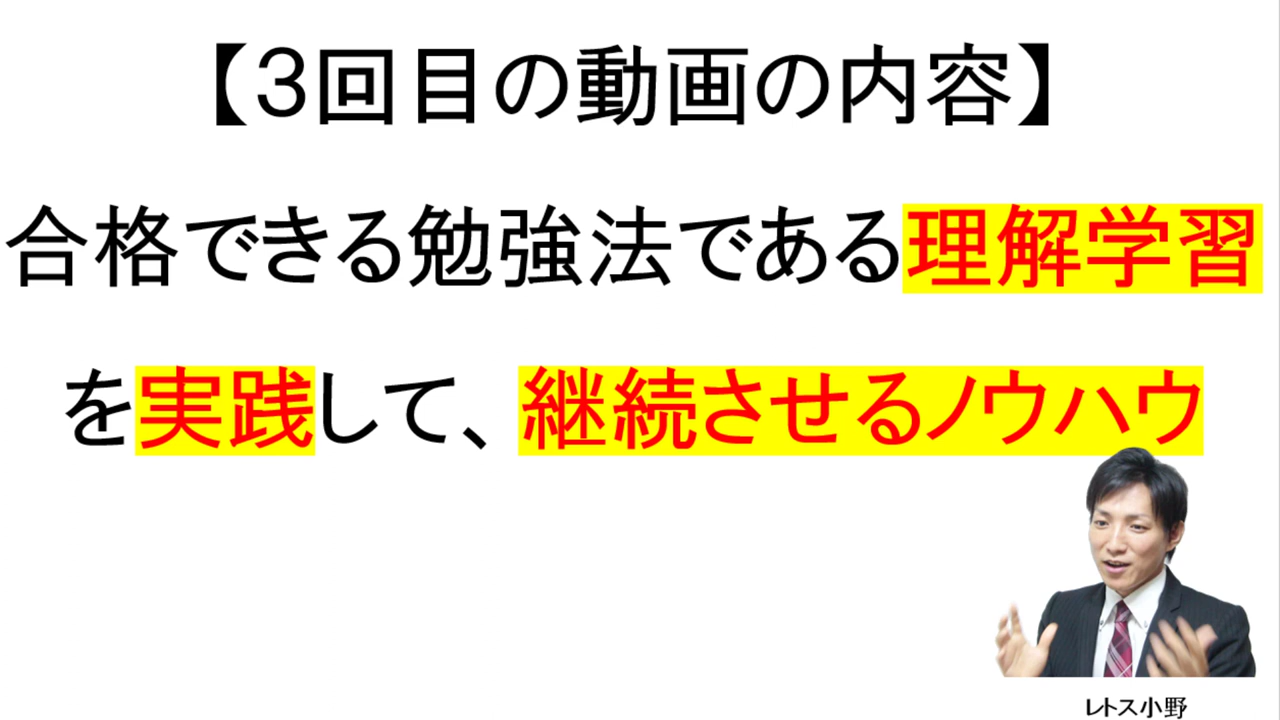 【3回目の動画の内容】
合格できる勉強法である理解学習
を実践して、継続させるノウハウ
レトス小野